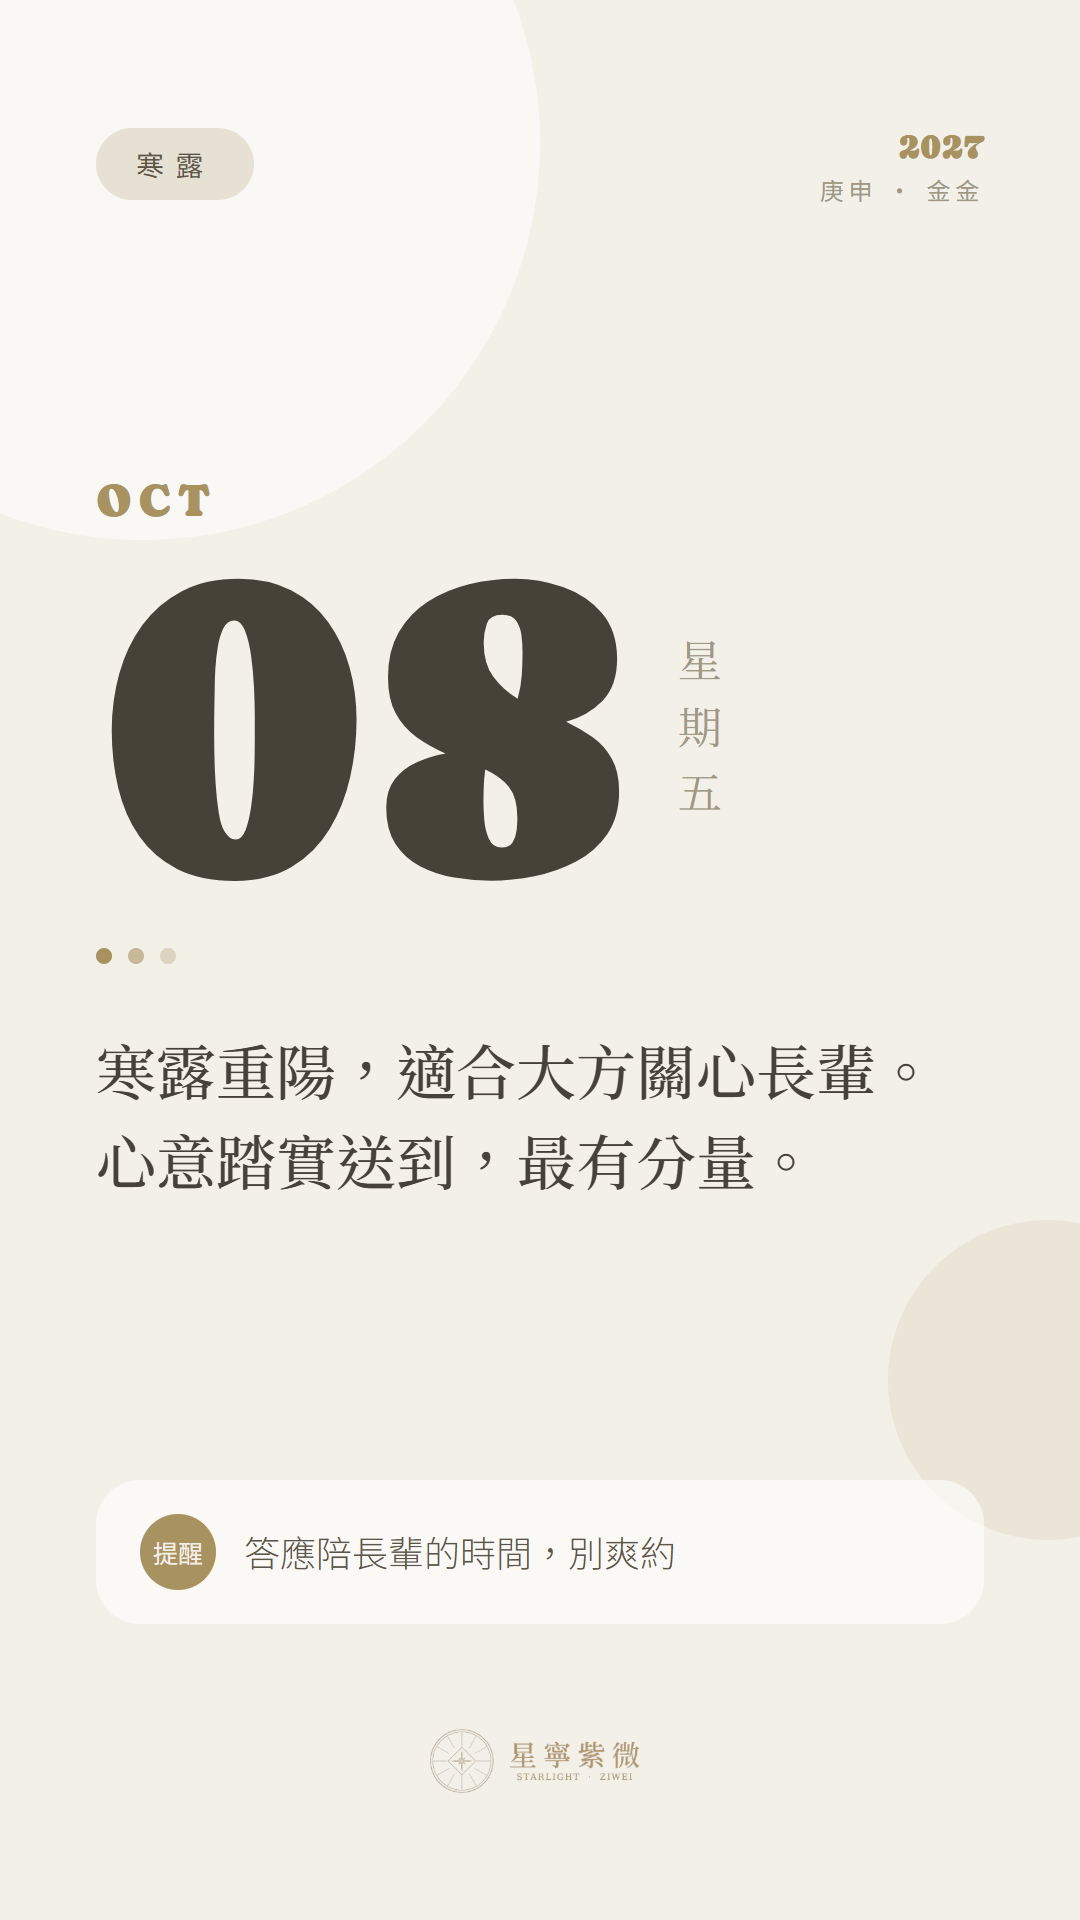 寒露
2027
庚申 · 金金
OCT
08
星期五
寒露重陽，適合大方關心長輩。
心意踏實送到，最有分量。
提醒
答應陪長輩的時間，別爽約
星寧紫微
STARLIGHT · ZIWEI